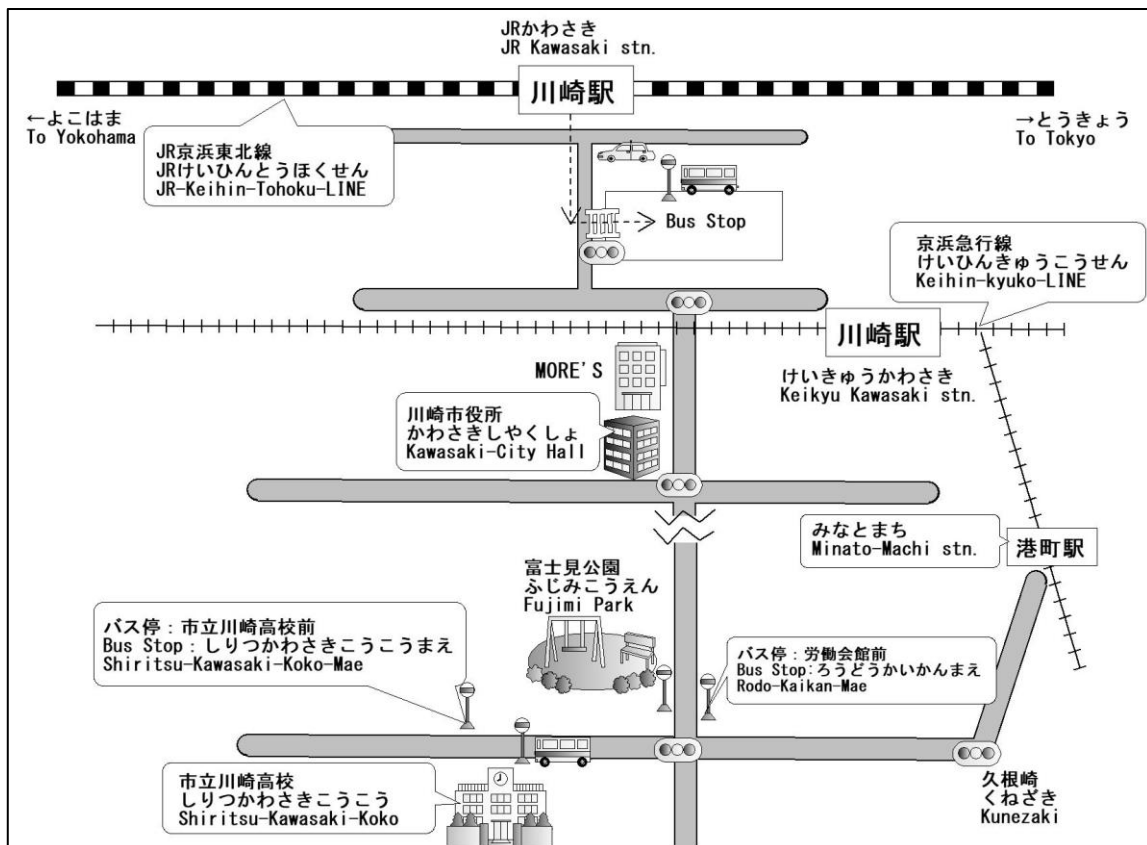 JRかわさき
JR Kawasaki stn.
川崎駅
←よこはま
To Yokohama
→とうきょう
To Tokyo
JR京浜東北線
JRけいひんとうほくせん
JR-Keihin-Tohoku-LINE
Bus Stop
京浜急行線
けいひんきゅうこうせん
Keihin-kyuko-LINE
川崎駅
けいきゅうかわさき
Keikyu Kawasaki stn.
MORE'S
川崎市役所
かわさきしやくしょ
Kawasaki-City Hall
みなとまち
Minato-Machi stn.
港町駅
富士見公園
ふじみこうえん
Fujimi Park
バス停：市立川崎高校前
Bus Stop：しりつかわさきこうこうまえ
Shiritsu-Kawasaki-Koko-Mae
バス停：労働会館前
Bus Stop:ろうどうかいかんまえ
Rodo-Kaikan-Mae
市立川崎高校
しりつかわさきこうこう
Shiritsu-Kawasaki-Koko
久根崎
くねざき
Kunezaki